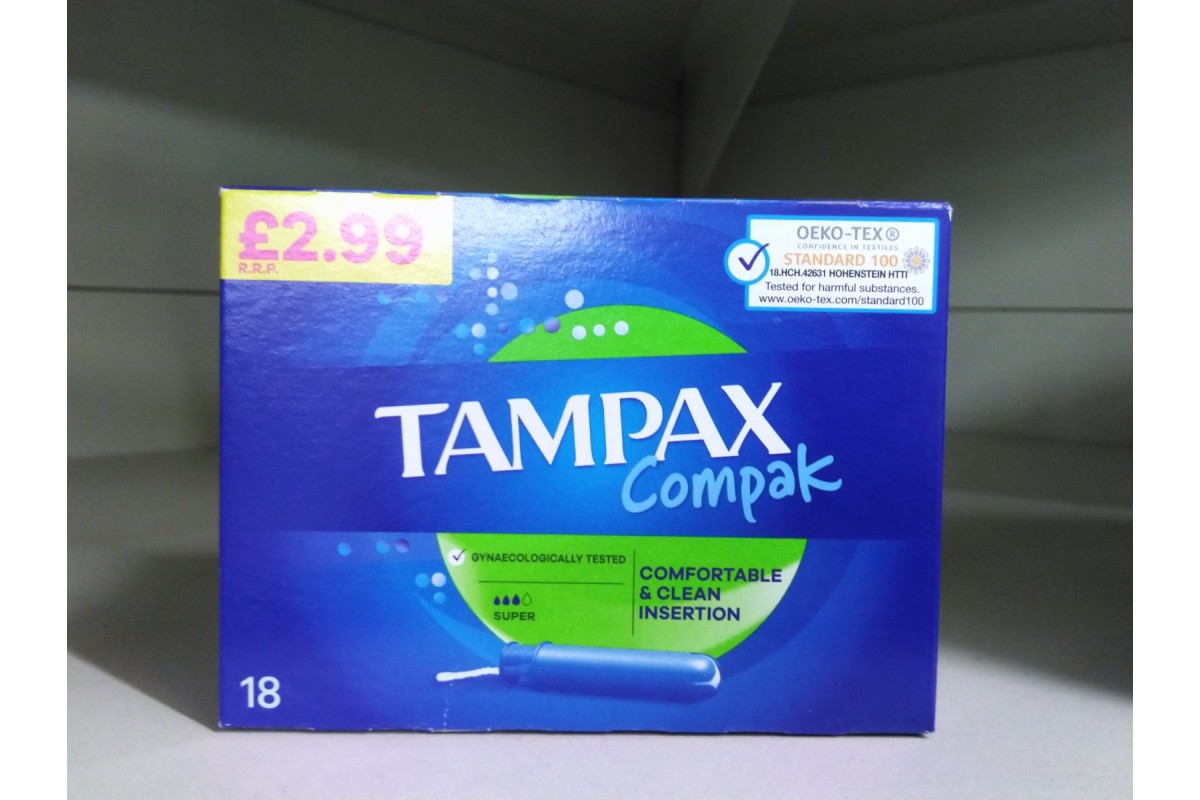 £2.99
R.R.P.
OEKO-TEX®
CONFIDENCE IN TEXTILES
STANDARD 100
18.HCH.42631 HOHENSTEIN HTTI
Tested for harmful substances.
www.oeko-tex.com/standard100
TAMPAX
Compak
GYNAECOLOGICALLY TESTED
SUPER
COMFORTABLE
& CLEAN
INSERTION
18